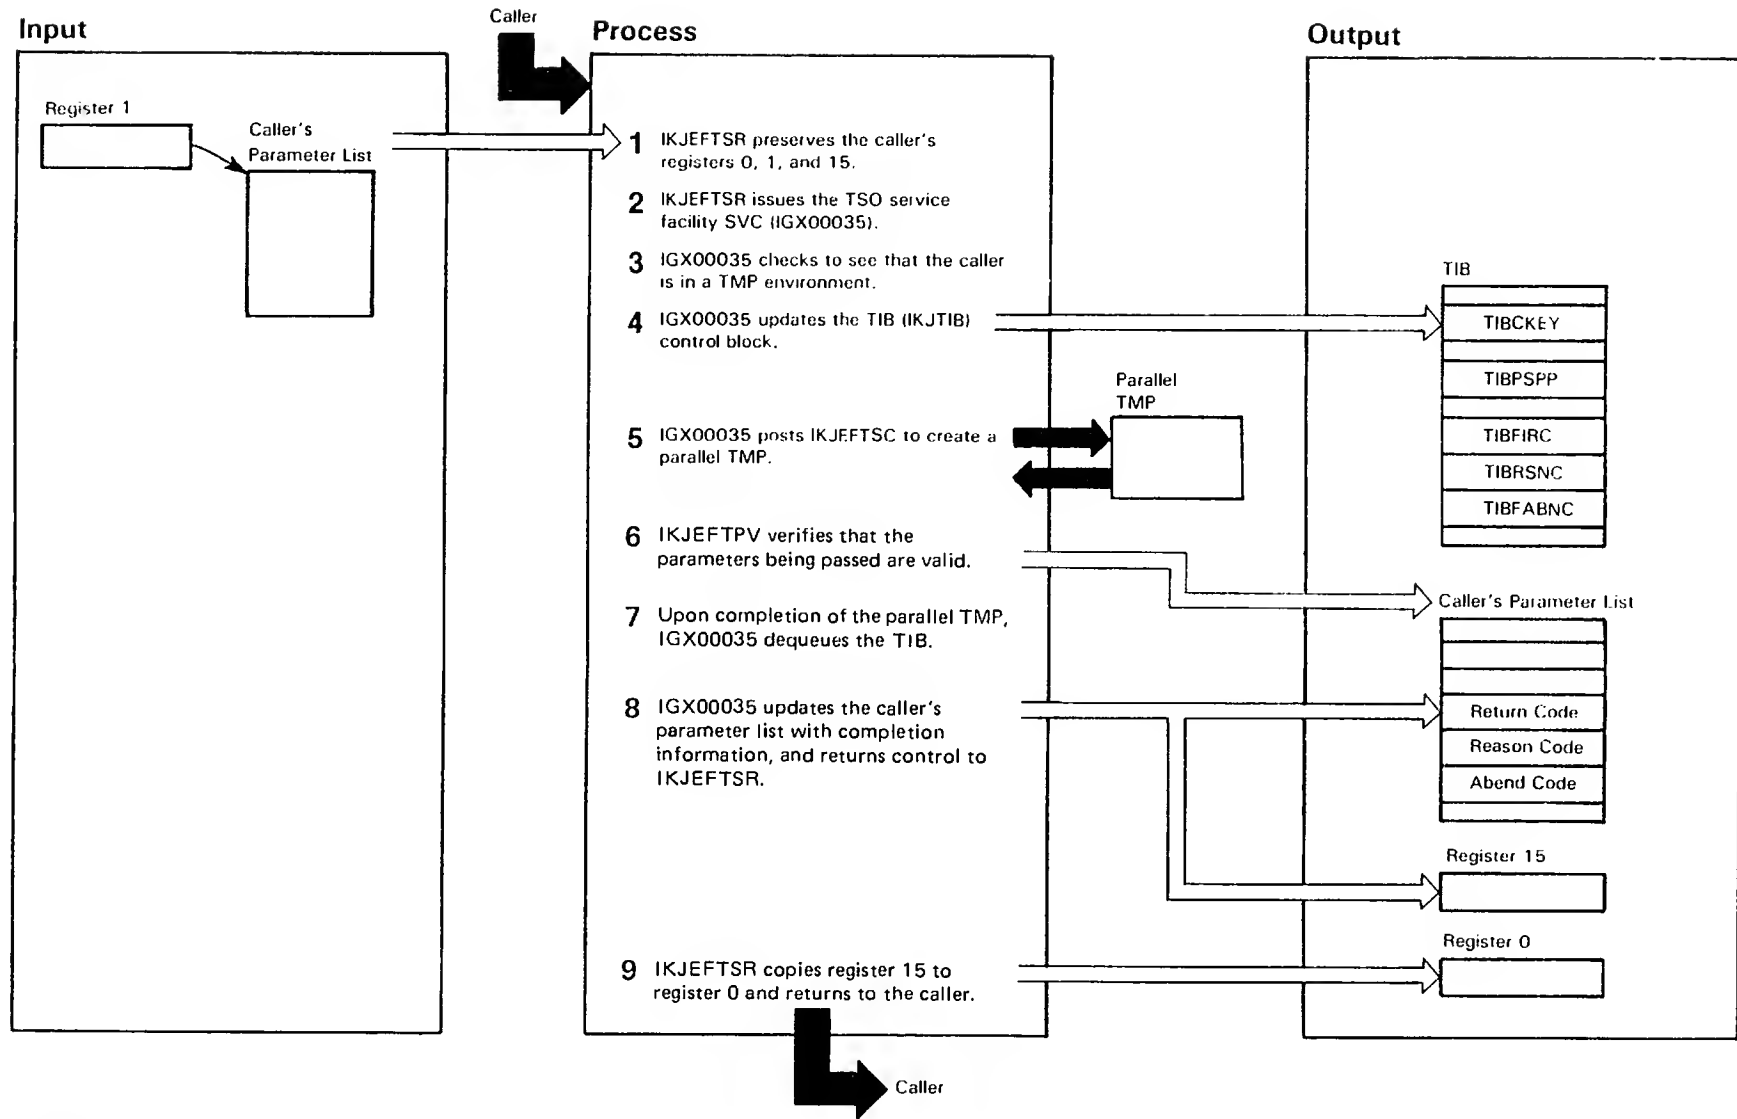 Input
Caller
Process
Output
Register 1
Caller's
Parameter List
1 IKJEFTSR preserves the caller's
registers 0, 1, and 15.
2 IKJEFTSR issues the TSO service
facility SVC (IGX00035).
3 IGX00035 checks to see that the caller
is in a TMP environment.
4 IGX00035 updates the TIB (IKJTIB)
control block.
5 IGX00035 posts IKJEFTSC to create a
parallel TMP.
Parallel
TMP
6 IKJEFTPV verifies that the
parameters being passed are valid.
7 Upon completion of the parallel TMP,
IGX00035 dequeues the TIB.
8 IGX00035 updates the caller's
parameter list with completion
information, and returns control to
IKJEFTSR.
9 IKJEFTSR copies register 15 to
register 0 and returns to the caller.
Caller
TIB
TIBCKEY
TIBPSPP
TIBFIRC
TIBRSNC
TIBFABNC
Caller's Parameter List
Return Code
Reason Code
Abend Code
Register 15
Register 0